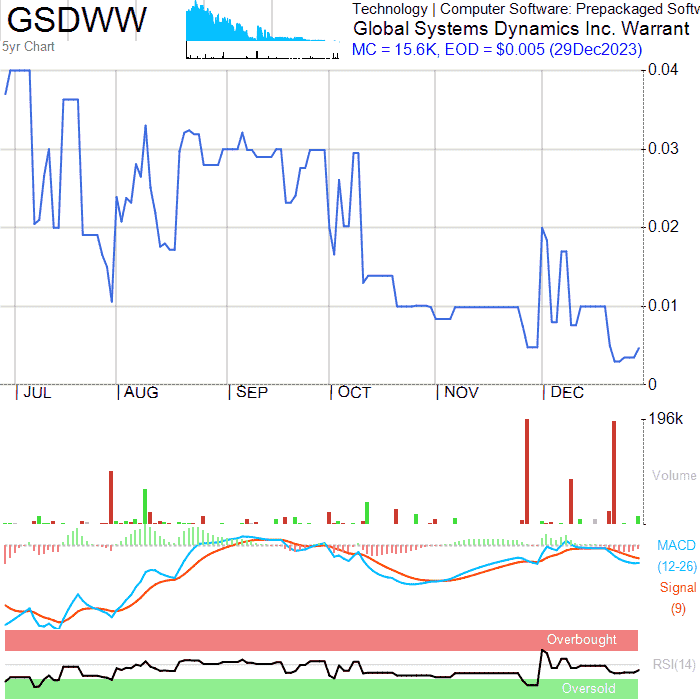 GSDWW
5yr Chart
Technology | Computer Software: Prepackaged Softw
Global Systems Dynamics Inc. Warrant
MC = 15.6K, EOD = $0.005 (29Dec2023)
0.04
0.03
0.02
0.01
0
JUL AUG SEP OCT NOV DEC
196k
Volume
MACD
(12-26)
Signal
(9)
Overbought
RSI(14)
Oversold